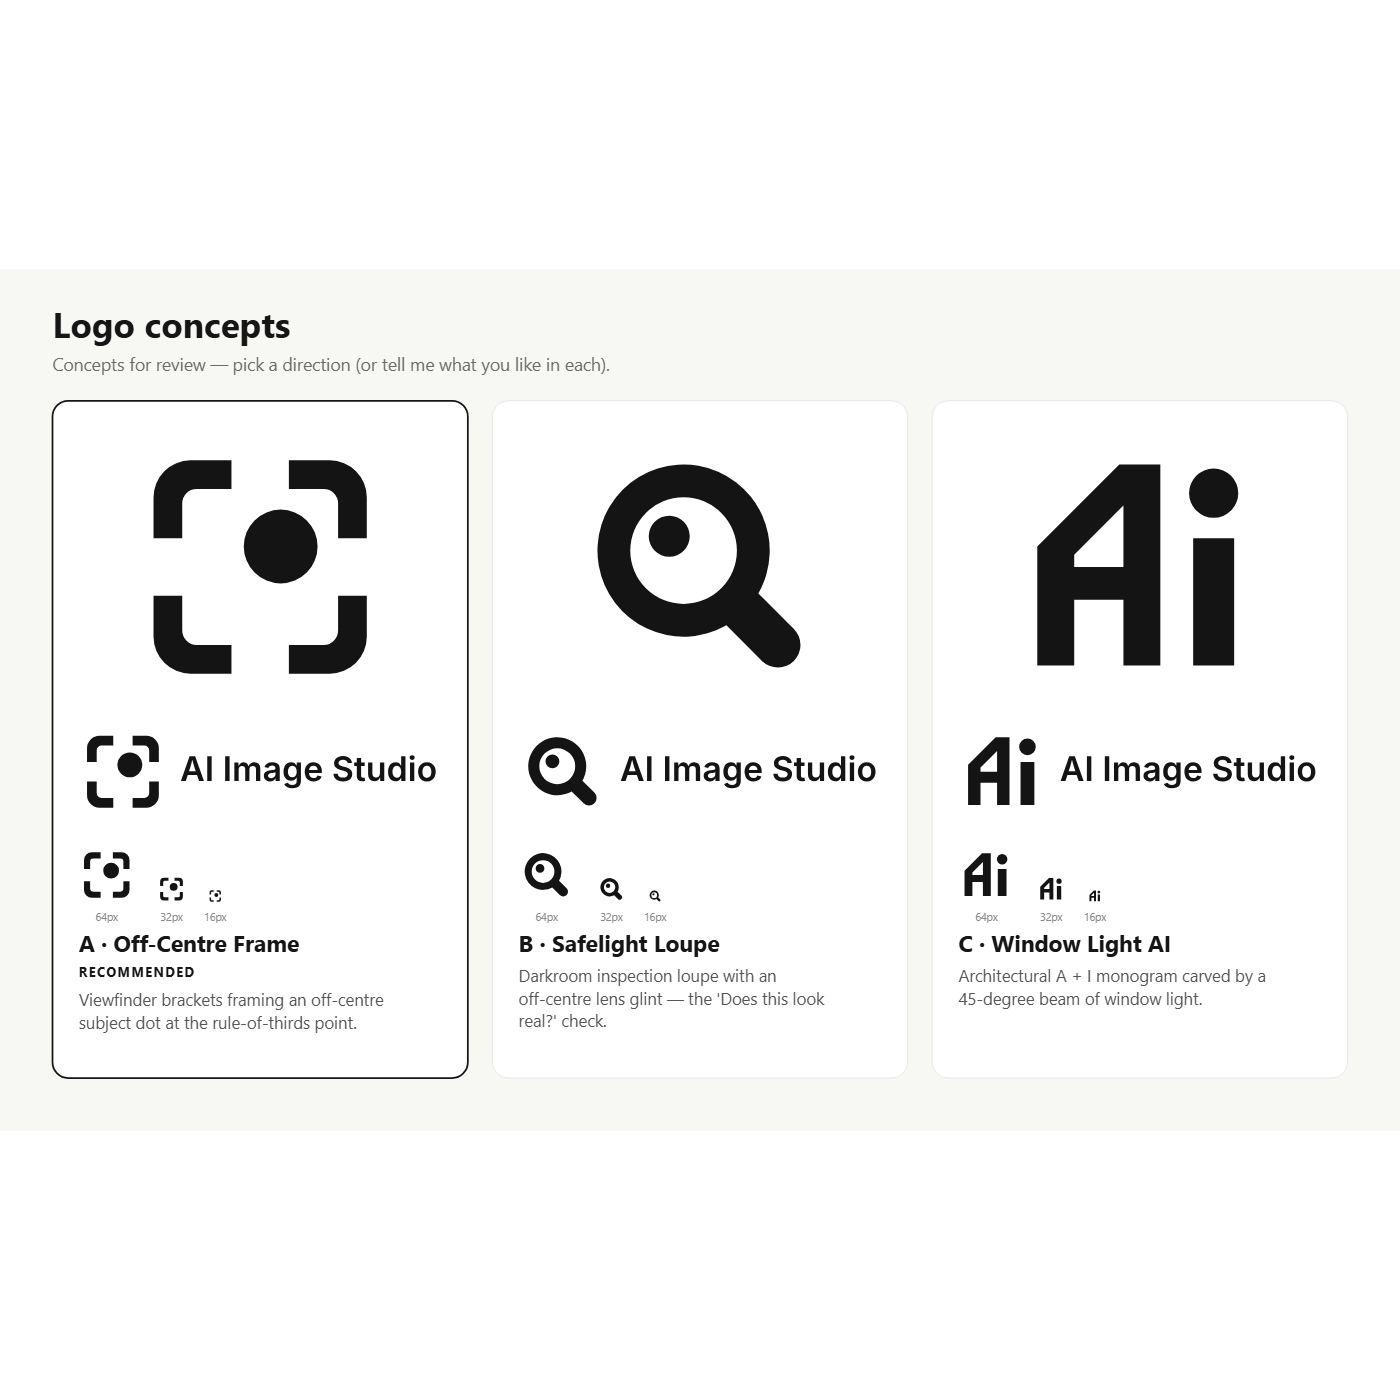 Logo concepts
Concepts for review — pick a direction (or tell me what you like in each).
AI Image Studio
64px 32px 16px
A · Off-Centre Frame
RECOMMENDED
Viewfinder brackets framing an off-centre
subject dot at the rule-of-thirds point.
AI Image Studio
64px 32px 16px
B · Safelight Loupe
Darkroom inspection loupe with an
off-centre lens glint — the 'Does this look
real?' check.
Ai
Ai AI Image Studio
Ai Ai Ai
64px 32px 16px
C · Window Light AI
Architectural A + I monogram carved by a
45-degree beam of window light.